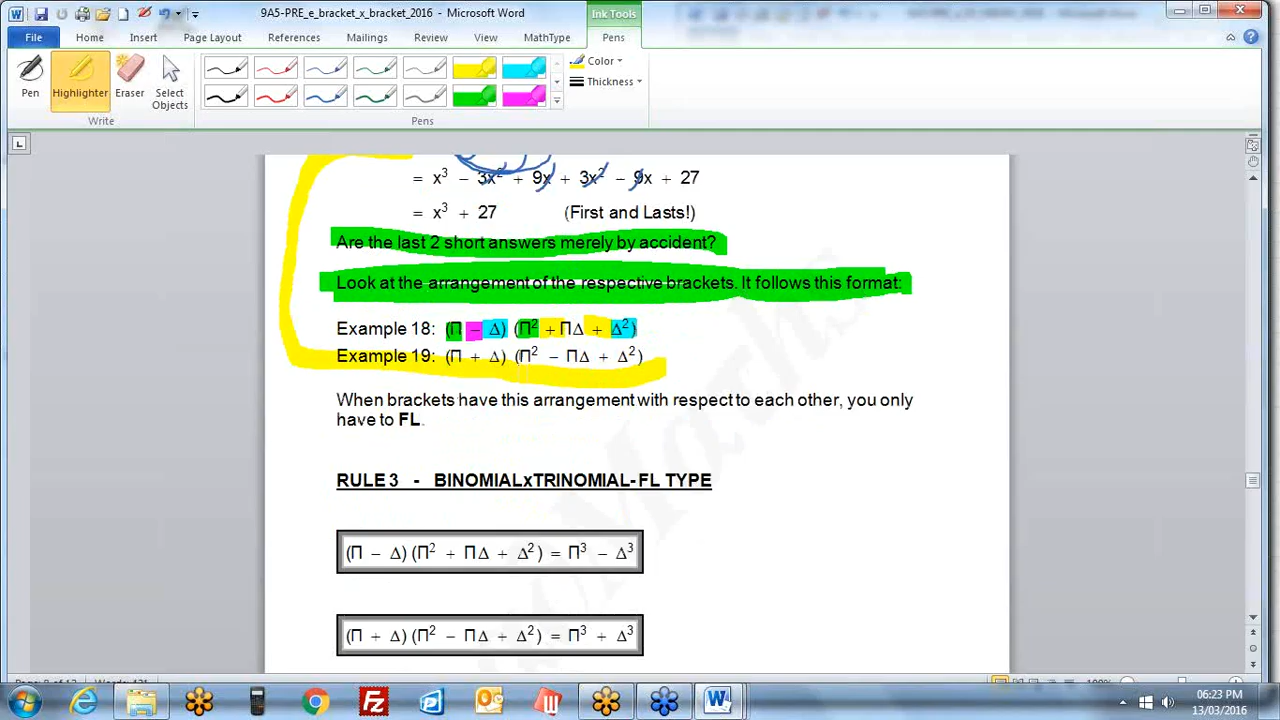 9A5-PRE_e_bracket_x_bracket_2016 - Microsoft Word
Ink Tools
File Home Insert Page Layout References Mailings Review View MathType Pens
Pen Highlighter Eraser Select Objects
Color
Thickness
Write
Pens
= x³ − 3x² + 9x + 3x² − 9x + 27
= x³ + 27 (First and Lasts!)
Are the last 2 short answers merely by accident?
Look at the arrangement of the respective brackets. It follows this format:
Example 18: (Π − Δ) (Π² + ΠΔ + Δ²)
Example 19: (Π + Δ) (Π² − ΠΔ + Δ²)
When brackets have this arrangement with respect to each other, you only
have to FL.
RULE 3 - BINOMIALxTRINOMIAL-FL TYPE
(Π − Δ) (Π² + ΠΔ + Δ²) = Π³ − Δ³
(Π + Δ) (Π² − ΠΔ + Δ²) = Π³ + Δ³
06:23 PM
13/03/2016